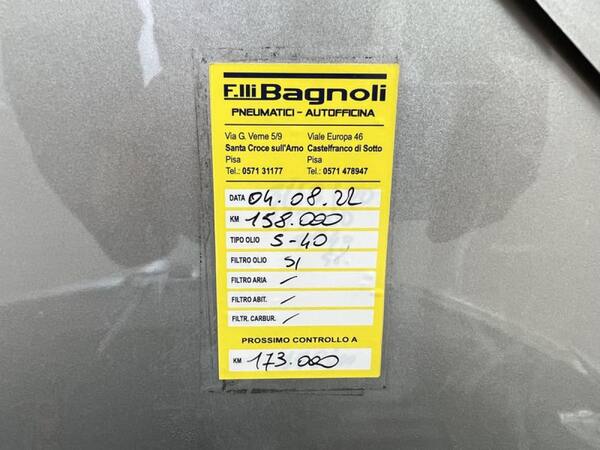 F.lli Bagnoli
PNEUMATICI - AUTOFFICINA
Via G. Verne 5/9 Viale Europa 46
Santa Croce sull'Arno Castelfranco di Sotto
Pisa Pisa
Tel.: 0571 31177 Tel.: 0571 478947
DATA 04.08.22
KM 158.000
TIPO OLIO 5-40
FILTRO OLIO SI
FILTRO ARIA /
FILTRO ABIT. /
FILTR. CARBUR. /
PROSSIMO CONTROLLO A
KM 173.000